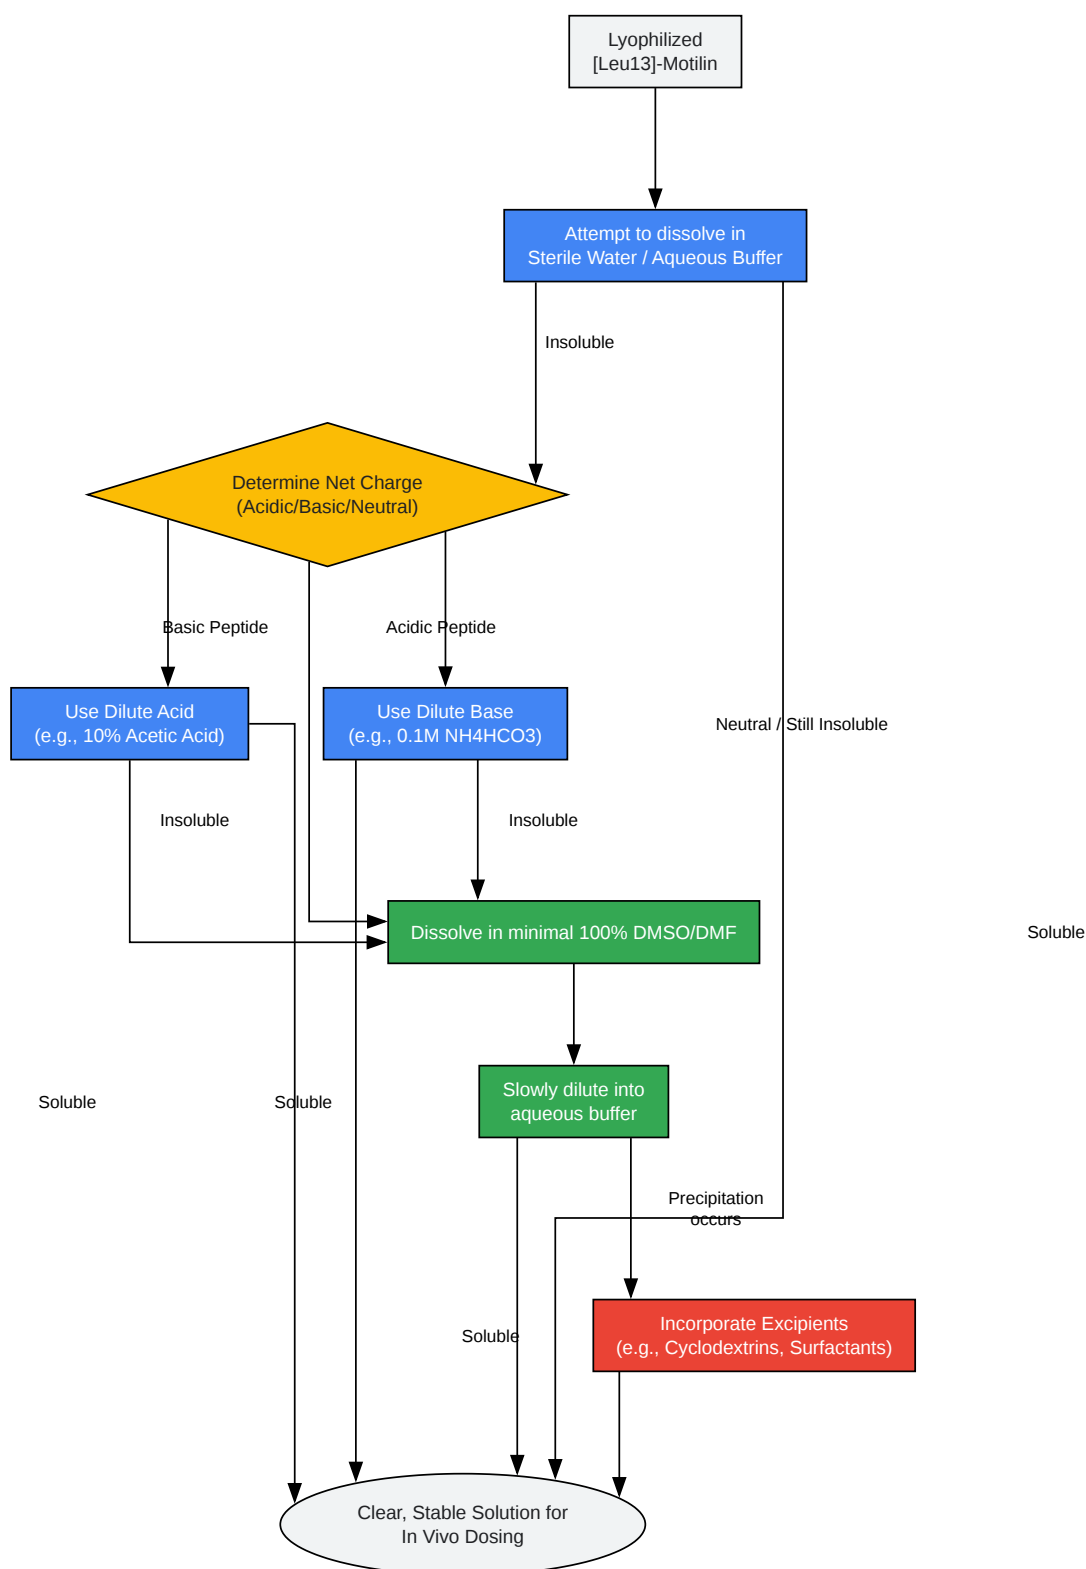 Lyophilized
[Leu13]-Motilin
Attempt to dissolve in
Sterile Water / Aqueous Buffer
Insoluble
Determine Net Charge
(Acidic/Basic/Neutral)
Basic Peptide
Acidic Peptide
Use Dilute Acid
(e.g., 10% Acetic Acid)
Use Dilute Base
(e.g., 0.1M NH4HCO3)
Neutral / Still Insoluble
Insoluble
Insoluble
Dissolve in minimal 100% DMSO/DMF
Soluble
Slowly dilute into
aqueous buffer
Soluble
Soluble
Precipitation
occurs
Soluble
Incorporate Excipients
(e.g., Cyclodextrins, Surfactants)
Clear, Stable Solution for
In Vivo Dosing